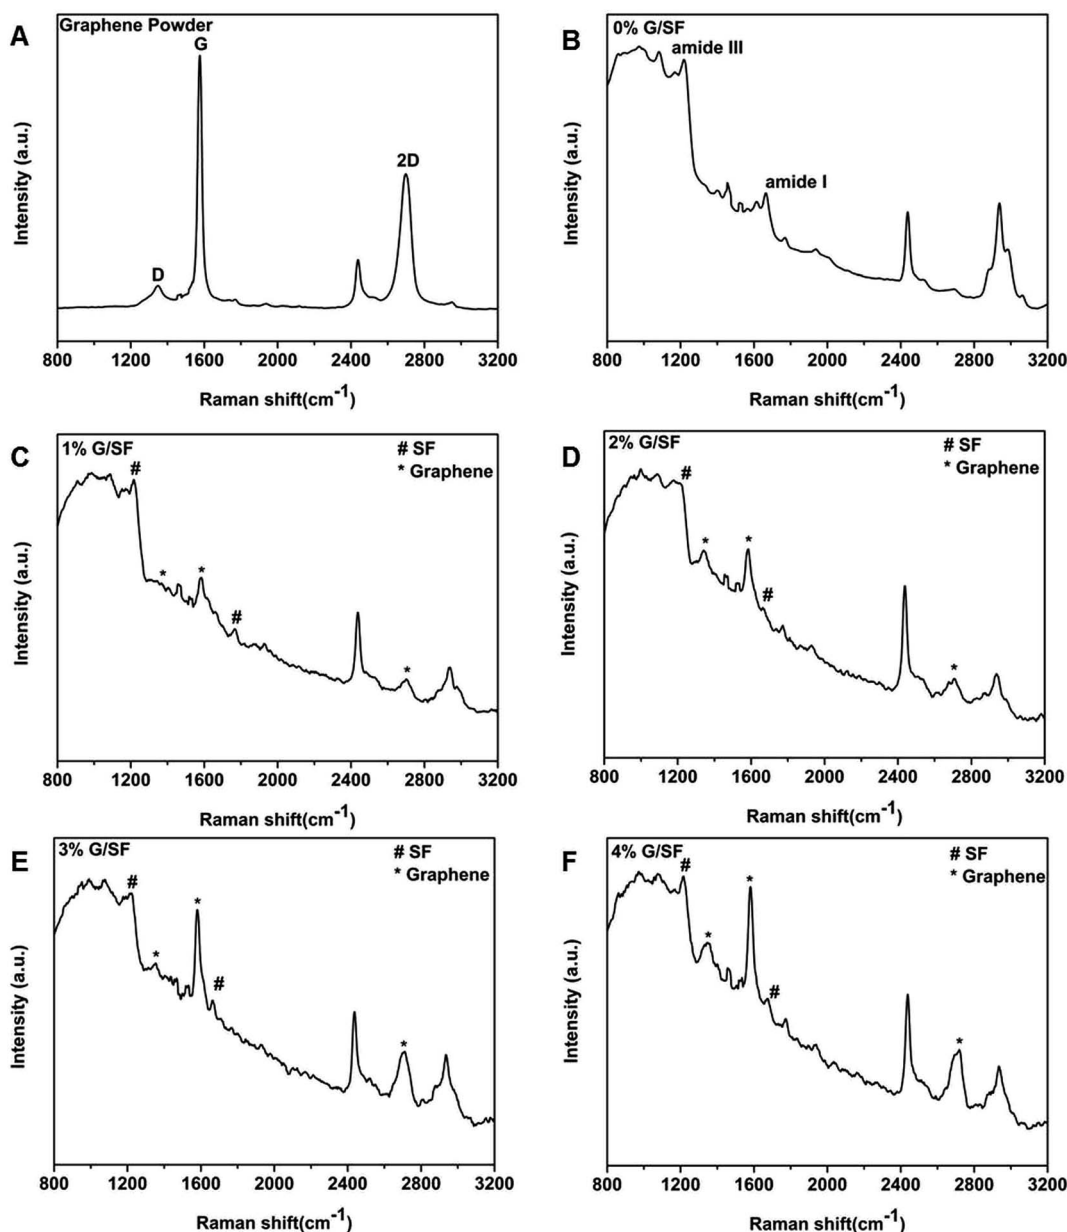 A
Graphene Powder
G
2D
D
Intensity (a.u.)
800 1200 1600 2000 2400 2800 3200
Raman shift(cm-1)
B
0% G/SF
amide III
amide I
Intensity (a.u.)
800 1200 1600 2000 2400 2800 3200
Raman shift(cm-1)
C
1% G/SF
# SF
* Graphene
#
*
*
#
*
Intensity (a.u.)
800 1200 1600 2000 2400 2800 3200
Raman shift(cm-1)
D
2% G/SF
# SF
* Graphene
#
*
*
#
*
Intensity (a.u.)
800 1200 1600 2000 2400 2800 3200
Raman shift(cm-1)
E
3% G/SF
# SF
* Graphene
#
*
*
#
*
Intensity (a.u.)
800 1200 1600 2000 2400 2800 3200
Raman shift(cm-1)
F
4% G/SF
# SF
* Graphene
#
*
*
#
*
Intensity (a.u.)
800 1200 1600 2000 2400 2800 3200
Raman shift(cm-1)